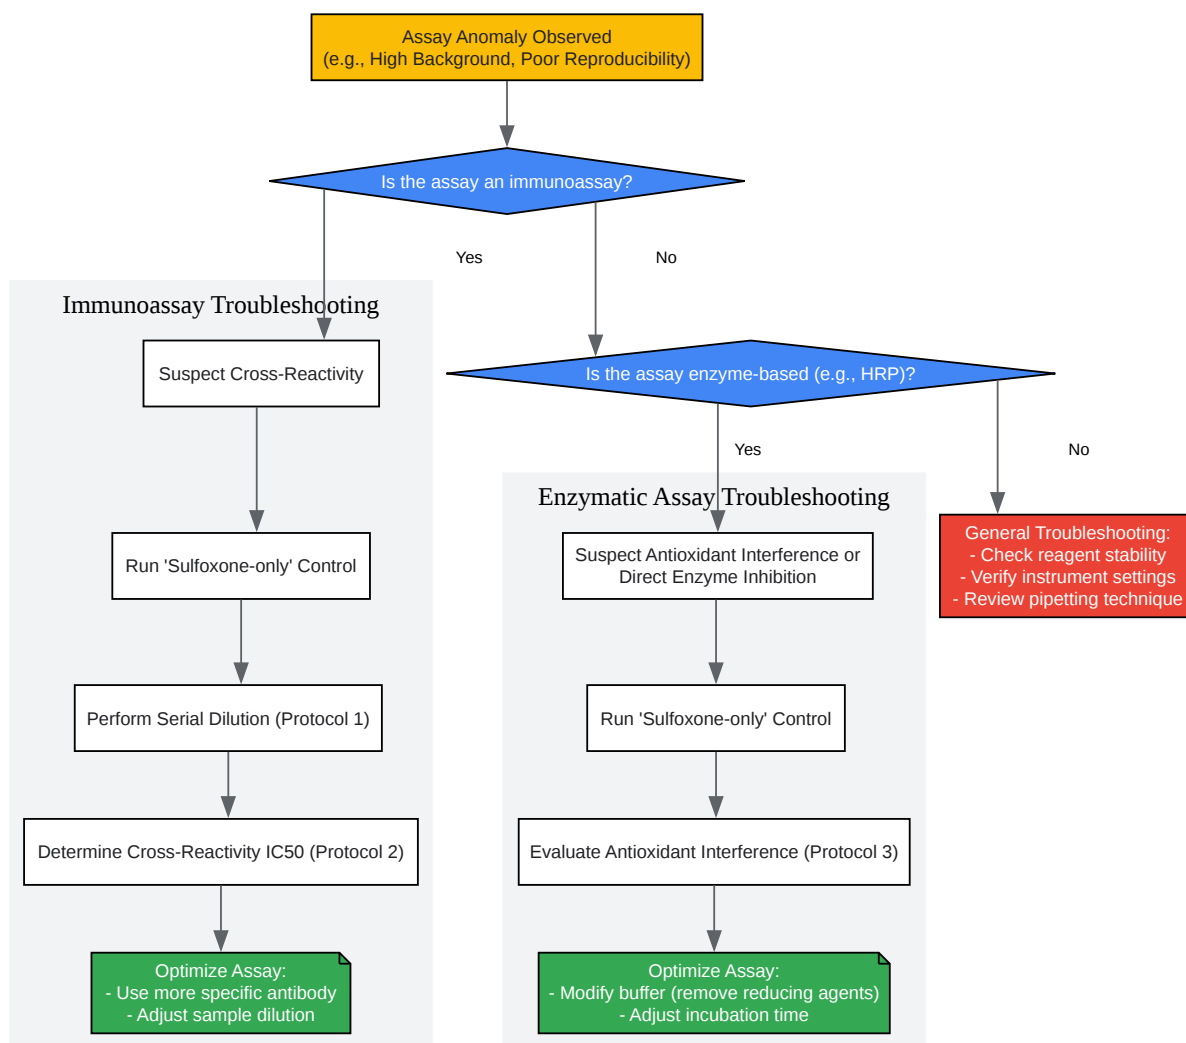 Assay Anomaly Observed
(e.g., High Background, Poor Reproducibility)
Is the assay an immunoassay?
Yes
No
Immunoassay Troubleshooting
Suspect Cross-Reactivity
Run 'Sulfoxone-only' Control
Perform Serial Dilution (Protocol 1)
Determine Cross-Reactivity IC50 (Protocol 2)
Optimize Assay:
- Use more specific antibody
- Adjust sample dilution
Is the assay enzyme-based (e.g., HRP)?
Yes
No
Enzymatic Assay Troubleshooting
Suspect Antioxidant Interference or
Direct Enzyme Inhibition
Run 'Sulfoxone-only' Control
Evaluate Antioxidant Interference (Protocol 3)
Optimize Assay:
- Modify buffer (remove reducing agents)
- Adjust incubation time
General Troubleshooting:
- Check reagent stability
- Verify instrument settings
- Review pipetting technique